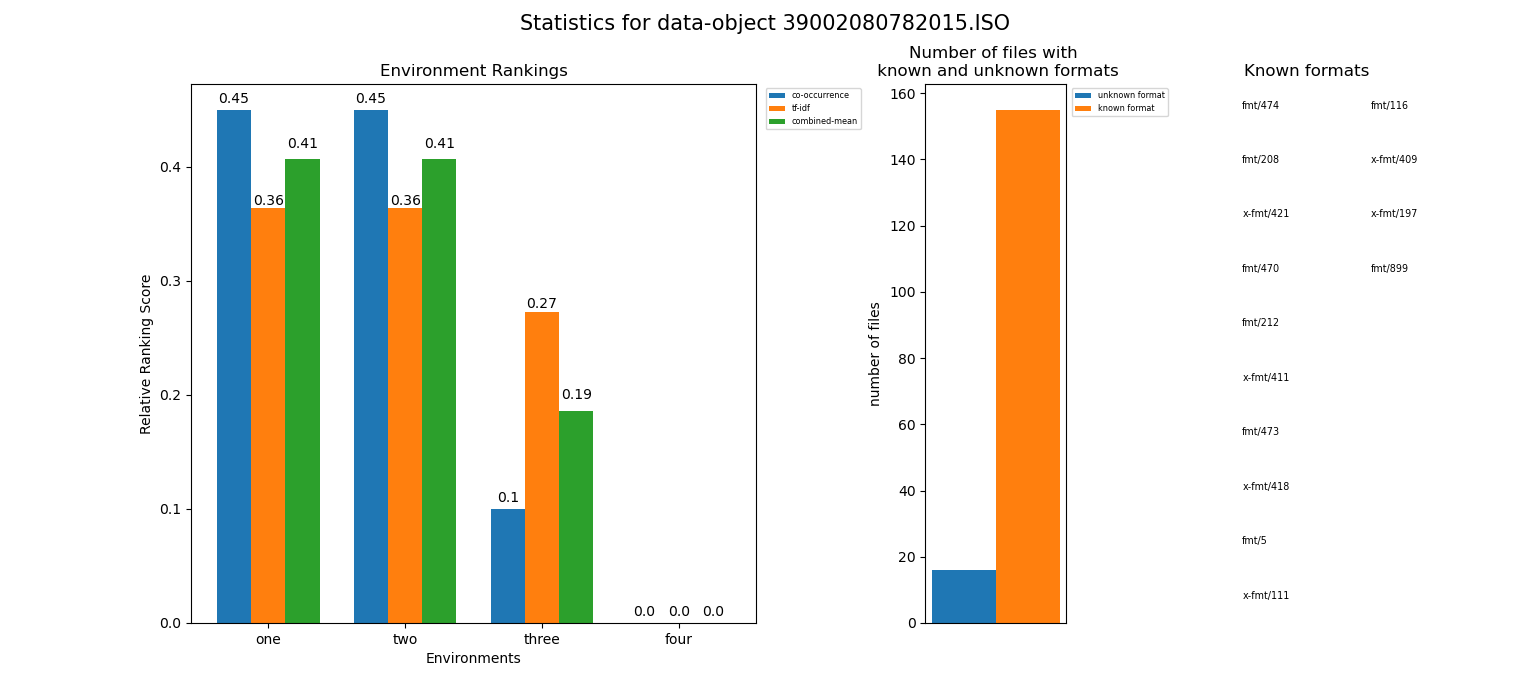 Statistics for data-object 39002080782015.ISO
Environment Rankings
0.45
0.36
0.41
0.45
0.36
0.41
0.1
0.27
0.19
0.0
0.0
0.0
0.4
0.3
0.2
0.1
0.0
Relative Ranking Score
one
two
three
four
Environments
co-occurrence
tf-idf
combined-mean
Number of files with
known and unknown formats
160
140
120
100
80
60
40
20
0
number of files
unknown format
known format
Known formats
fmt/474
fmt/208
x-fmt/421
fmt/470
fmt/212
x-fmt/411
fmt/473
x-fmt/418
fmt/5
x-fmt/111
fmt/116
x-fmt/409
x-fmt/197
fmt/899